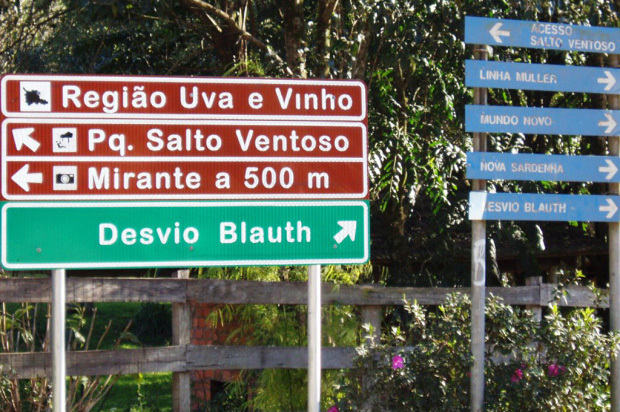 Região Uva e Vinho
Pq. Salto Ventoso
Mirante a 500 m
Desvio Blauth
ACESSO
SALTO VENTOSO
LINHA MULLER
MUNDO NOVO
NOVA SARDENHA
DESVIO BLAUTH